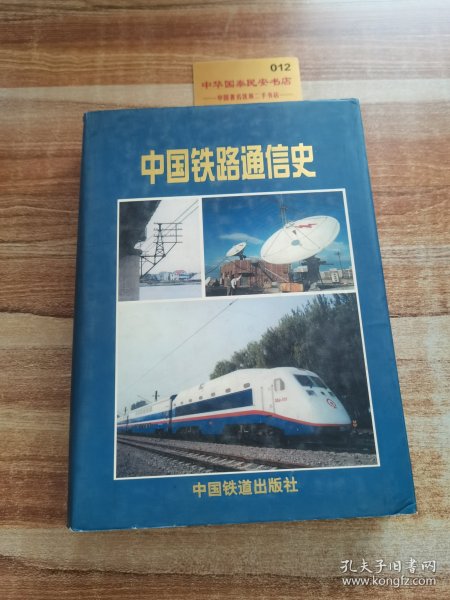 012
中华国泰民安书店
中国铁路通信史
中国铁道出版社
孔夫子旧书网
www.kongfz.com